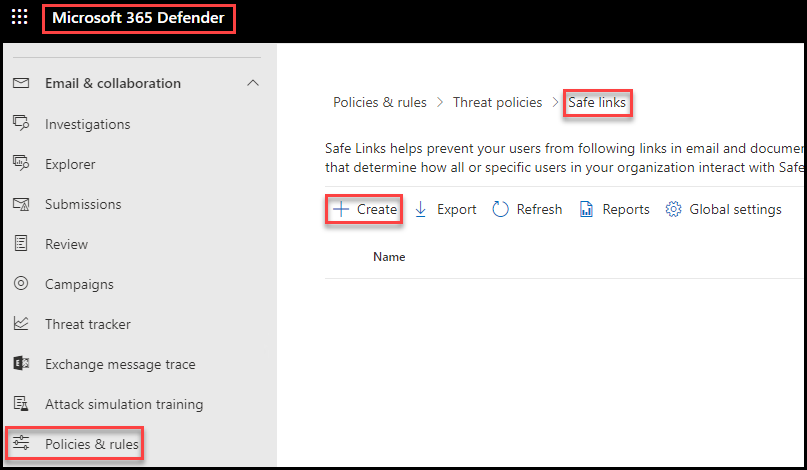 Microsoft 365 Defender
Email & collaboration
Investigations
Explorer
Submissions
Review
Campaigns
Threat tracker
Exchange message trace
Attack simulation training
Policies & rules
Policies & rules > Threat policies > Safe links
Safe Links helps prevent your users from following links in email and docume
that determine how all or specific users in your organization interact with Safe
Create Export Refresh Reports Global settings
Name